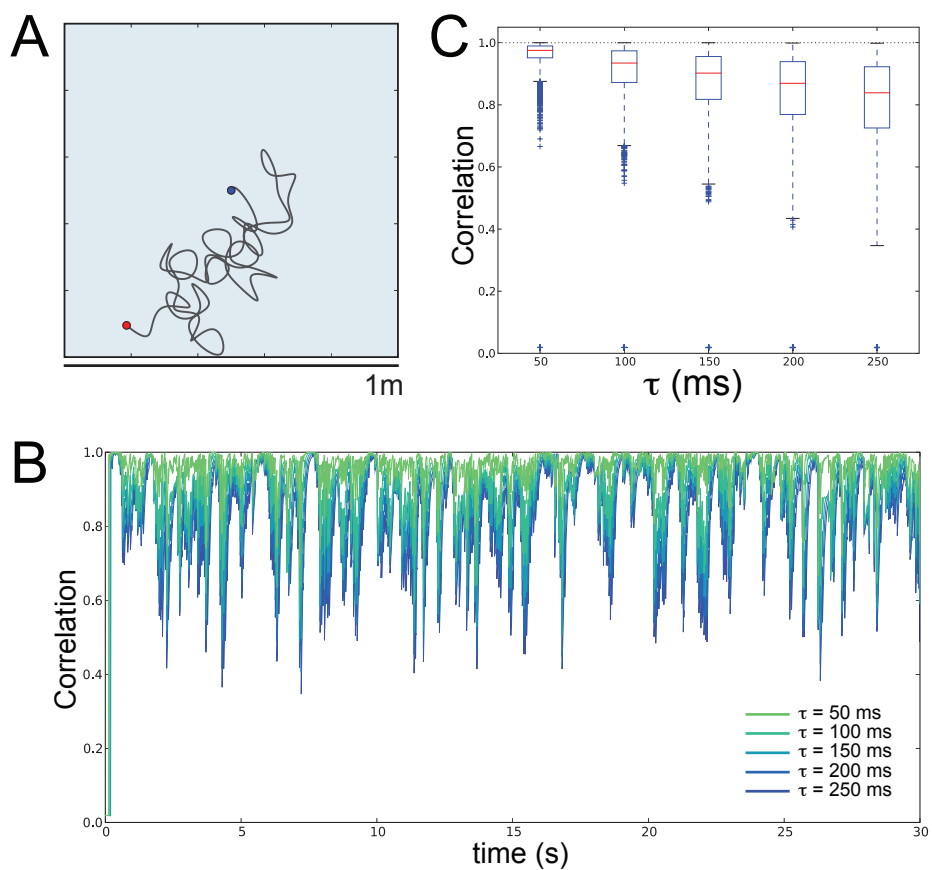 A
1m
C
Correlation
1.0
0.8
0.6
0.4
0.2
0.0
50
100
150
200
250
τ (ms)
B
Correlation
1.0
0.8
0.6
0.4
0.2
0.0
0
5
10
15
20
25
30
time (s)
τ = 50 ms
τ = 100 ms
τ = 150 ms
τ = 200 ms
τ = 250 ms